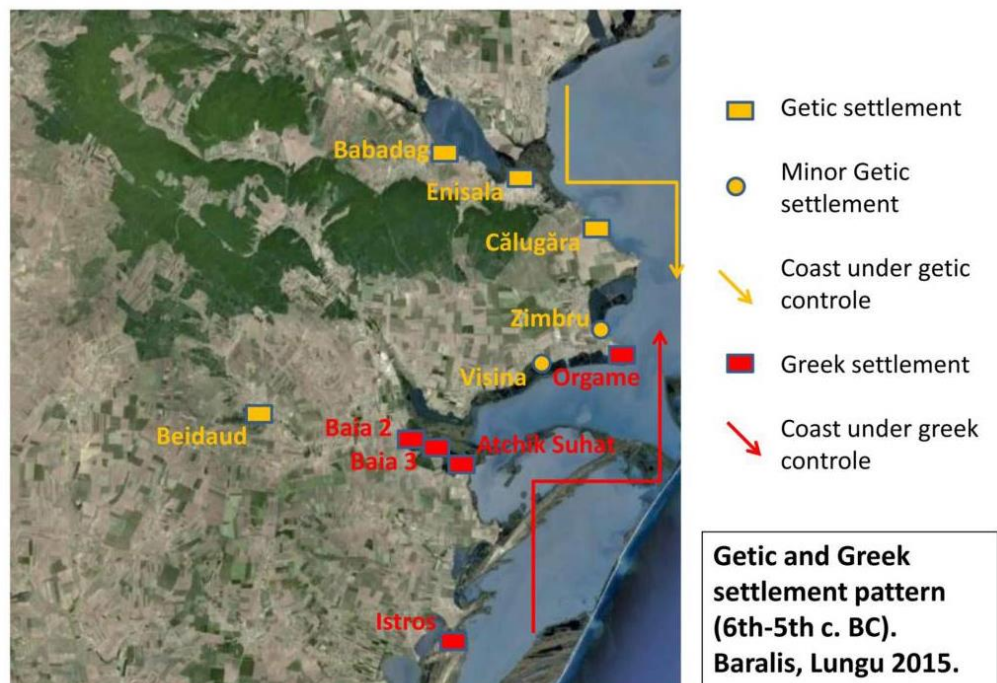 Babadag
Enisala
Călugăra
Zimbru
Visina
Orgame
Beidaud
Baia 2
Baia 3
Atchik Suhat
Istros
Getic settlement
Minor Getic
settlement
Coast under getic
controle
Greek settlement
Coast under greek
controle
Getic and Greek
settlement pattern
(6th-5th c. BC).
Baralis, Lungu 2015.